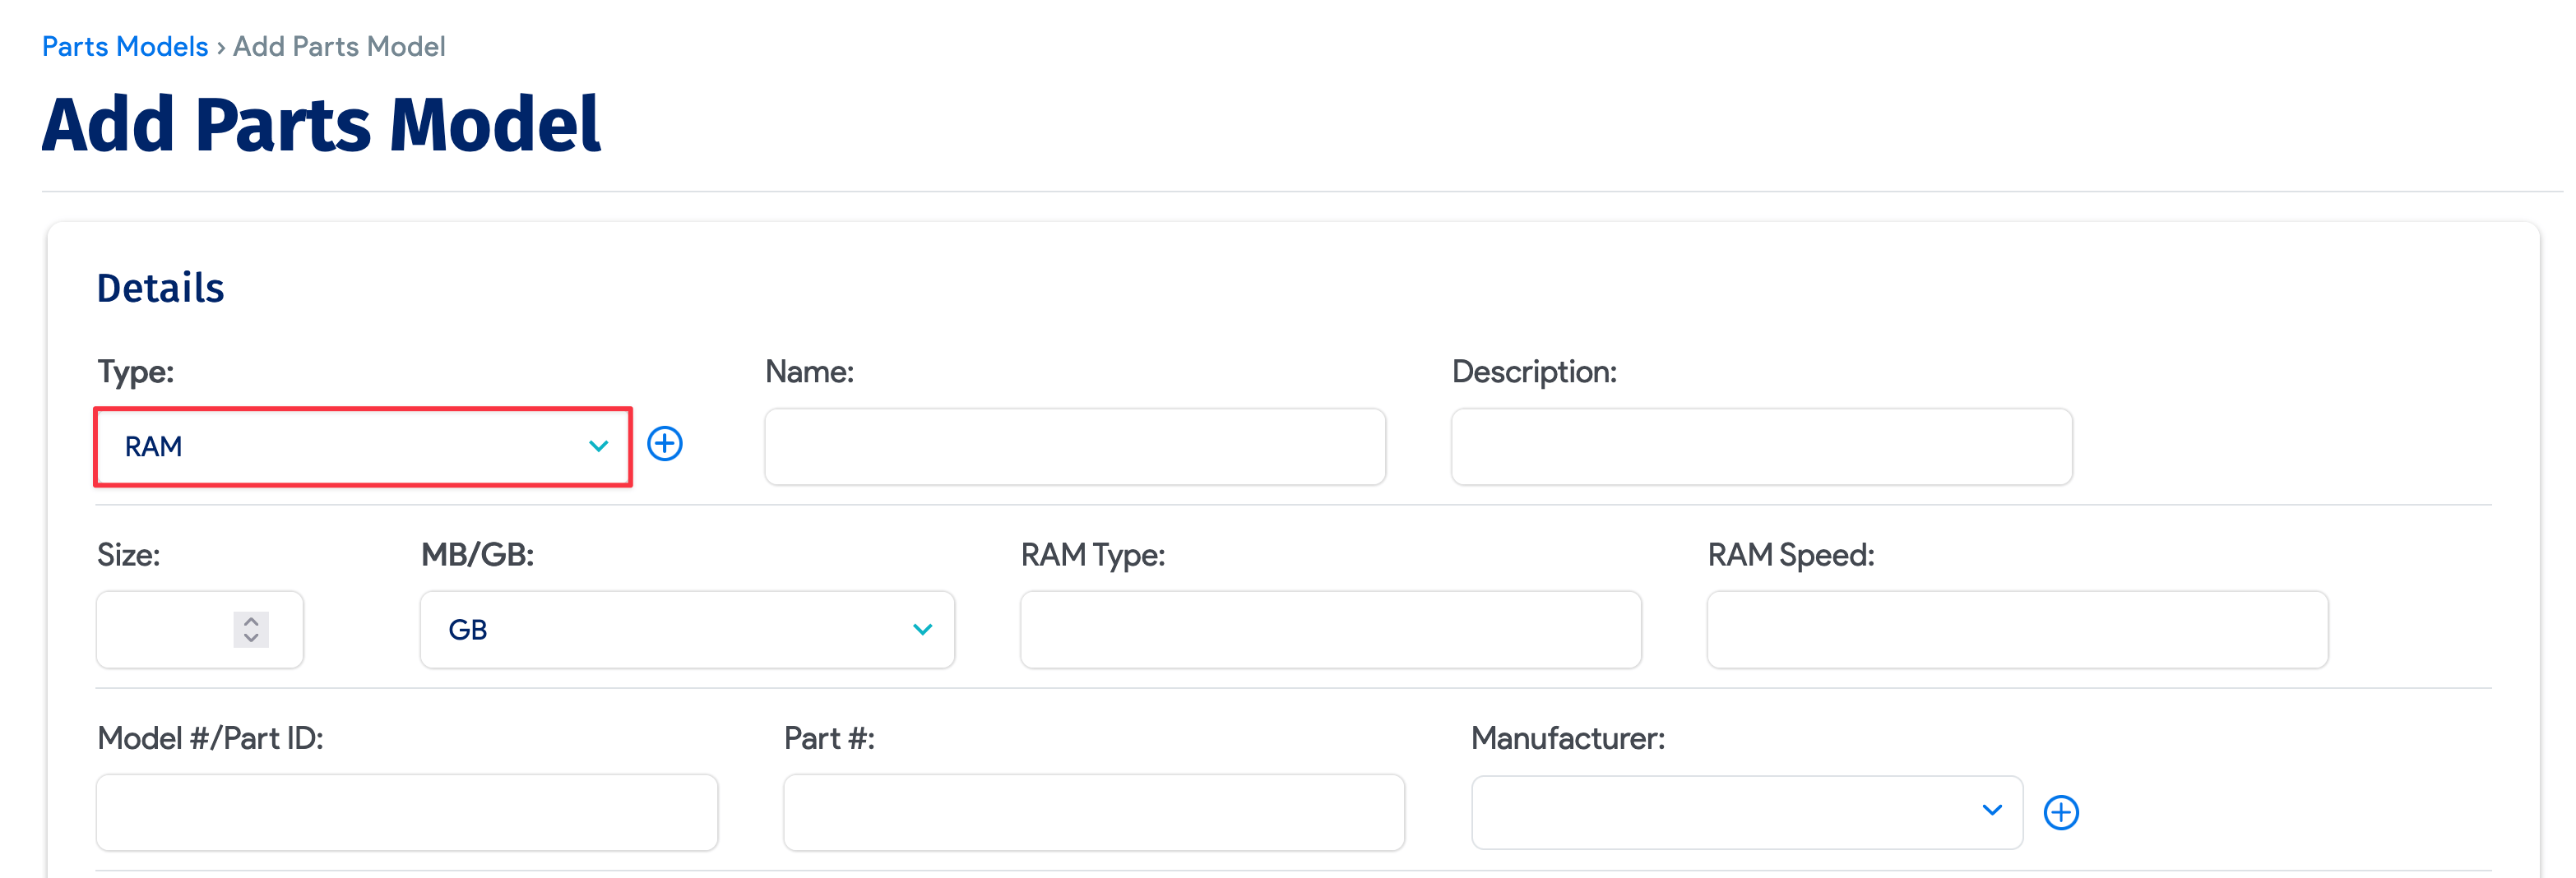 Parts Models › Add Parts Model
Add Parts Model
Details
Type: Name: Description:
RAM
Size: MB/GB: RAM Type: RAM Speed:
GB
Model #/Part ID: Part #: Manufacturer: